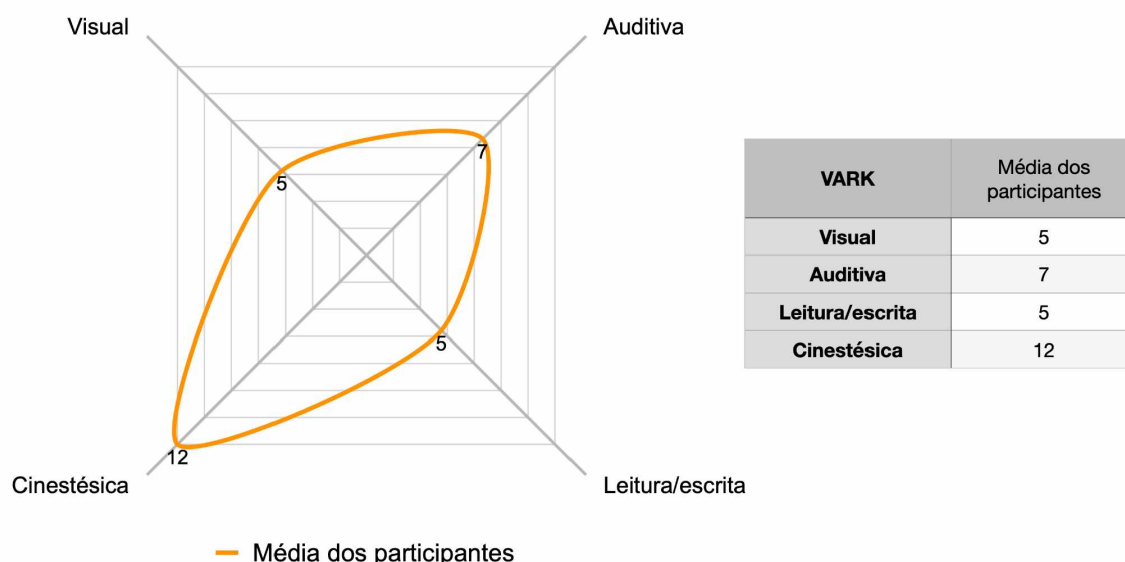 Visual
Auditiva
5
7
5
12
Cinestésica
Leitura/escrita
Média dos participantes
VARK
Média dos
participantes
Visual
5
Auditiva
7
Leitura/escrita
5
Cinestésica
12